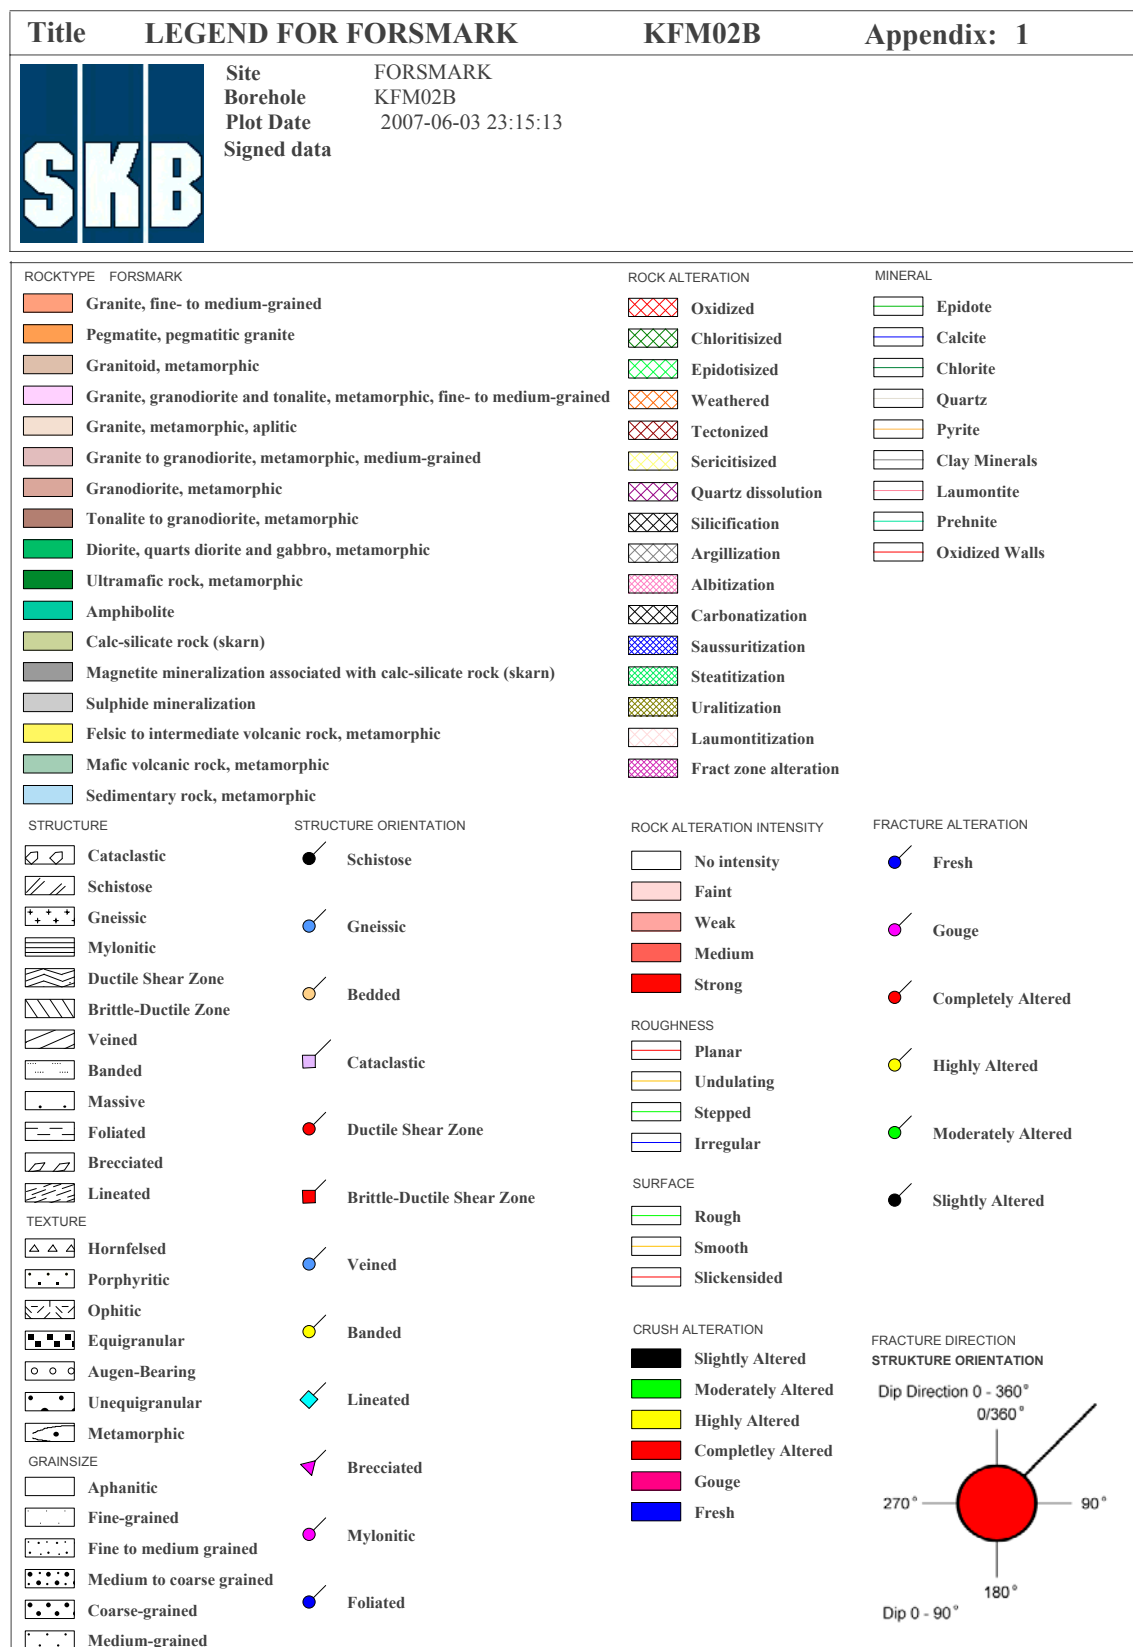 Title LEGEND FOR FORSMARK KFM02B Appendix: 1
SKB
Site FORSMARK
Borehole KFM02B
Plot Date 2007-06-03 23:15:13
Signed data
ROCKTYPE FORSMARK
Granite, fine- to medium-grained
Pegmatite, pegmatitic granite
Granitoid, metamorphic
Granite, granodiorite and tonalite, metamorphic, fine- to medium-grained
Granite, metamorphic, aplitic
Granite to granodiorite, metamorphic, medium-grained
Granodiorite, metamorphic
Tonalite to granodiorite, metamorphic
Diorite, quarts diorite and gabbro, metamorphic
Ultramafic rock, metamorphic
Amphibolite
Calc-silicate rock (skarn)
Magnetite mineralization associated with calc-silicate rock (skarn)
Sulphide mineralization
Felsic to intermediate volcanic rock, metamorphic
Mafic volcanic rock, metamorphic
Sedimentary rock, metamorphic
ROCK ALTERATION
Oxidized
Chloritisized
Epidotisized
Weathered
Tectonized
Sericitisized
Quartz dissolution
Silicification
Argillization
Albitization
Carbonatization
Saussuritization
Steatitization
Uralitization
Laumontitization
Fract zone alteration
MINERAL
Epidote
Calcite
Chlorite
Quartz
Pyrite
Clay Minerals
Laumontite
Prehnite
Oxidized Walls
STRUCTURE
Cataclastic
Schistose
Gneissic
Mylonitic
Ductile Shear Zone
Brittle-Ductile Zone
Veined
Banded
Massive
Foliated
Brecciated
Lineated
TEXTURE
Hornfelsed
Porphyritic
Ophitic
Equigranular
Augen-Bearing
Unequigranular
Metamorphic
GRAINSIZE
Aphanitic
Fine-grained
Fine to medium grained
Medium to coarse grained
Coarse-grained
Medium-grained
STRUCTURE ORIENTATION
Schistose
Gneissic
Bedded
Cataclastic
Ductile Shear Zone
Brittle-Ductile Shear Zone
Veined
Banded
Lineated
Brecciated
Mylonitic
Foliated
ROCK ALTERATION INTENSITY
No intensity
Faint
Weak
Medium
Strong
ROUGHNESS
Planar
Undulating
Stepped
Irregular
SURFACE
Rough
Smooth
Slickensided
CRUSH ALTERATION
Slightly Altered
Moderately Altered
Highly Altered
Completley Altered
Gouge
Fresh
FRACTURE ALTERATION
Fresh
Gouge
Completely Altered
Highly Altered
Moderately Altered
Slightly Altered
FRACTURE DIRECTION
STRUKTURE ORIENTATION
Dip Direction 0 - 360°
0/360°
270° 90°
180°
Dip 0 - 90°